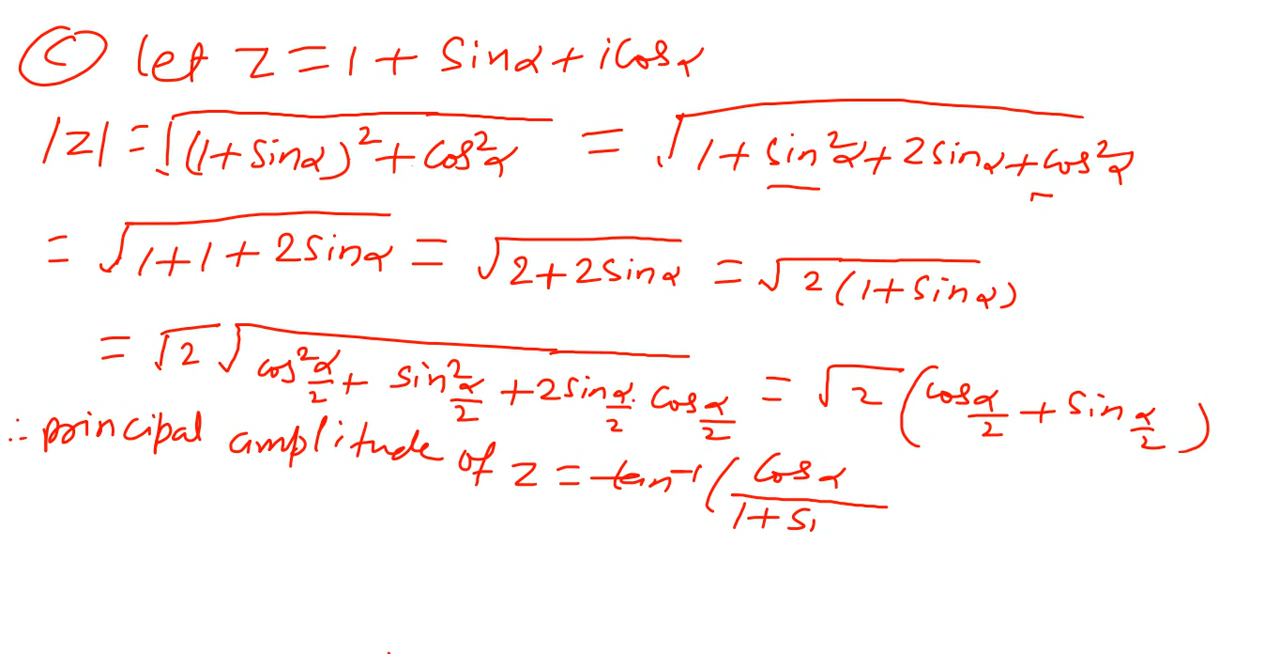 (C) let z = 1 + Sinα + iCosα
|z| = √((1+Sinα)² + Cos²α) = √(1 + Sin²α + 2Sinα + Cos²α)
= √(1+1+2Sinα) = √(2+2Sinα) = √(2(1+Sinα))
= √2 √(cos²α/2 + Sin²α/2 + 2Sinα/2 · Cosα/2) = √2 (Cosα/2 + Sinα/2)
∴ principal amplitude of z = tan⁻¹(Cosα/1+Si